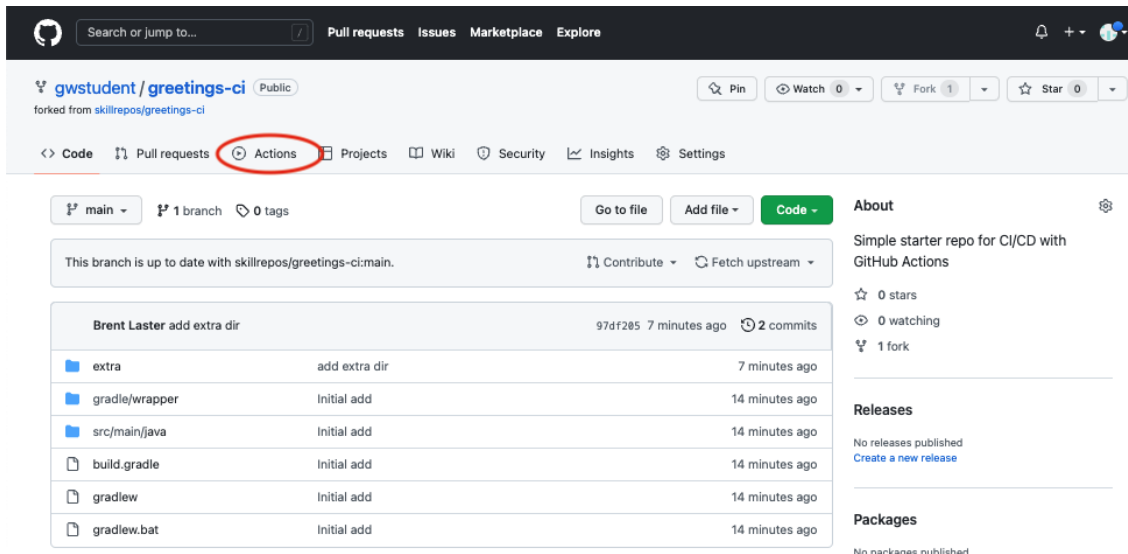 Search or jump to... / Pull requests Issues Marketplace Explore
gwstudent / greetings-ci Public Pin Watch 0 Fork 1 Star 0
forked from skillrepos/greetings-ci
Code Pull requests Actions Projects Wiki Security Insights Settings
main 1 branch 0 tags Go to file Add file Code
About
Simple starter repo for CI/CD with
GitHub Actions
0 stars
0 watching
1 fork
This branch is up to date with skillrepos/greetings-ci:main. Contribute Fetch upstream
Brent Laster add extra dir 97df205 7 minutes ago 2 commits
extra add extra dir 7 minutes ago
gradle/wrapper Initial add 14 minutes ago
src/main/java Initial add 14 minutes ago
build.gradle Initial add 14 minutes ago
gradlew Initial add 14 minutes ago
gradlew.bat Initial add 14 minutes ago
Releases
No releases published
Create a new release
Packages
No packages published